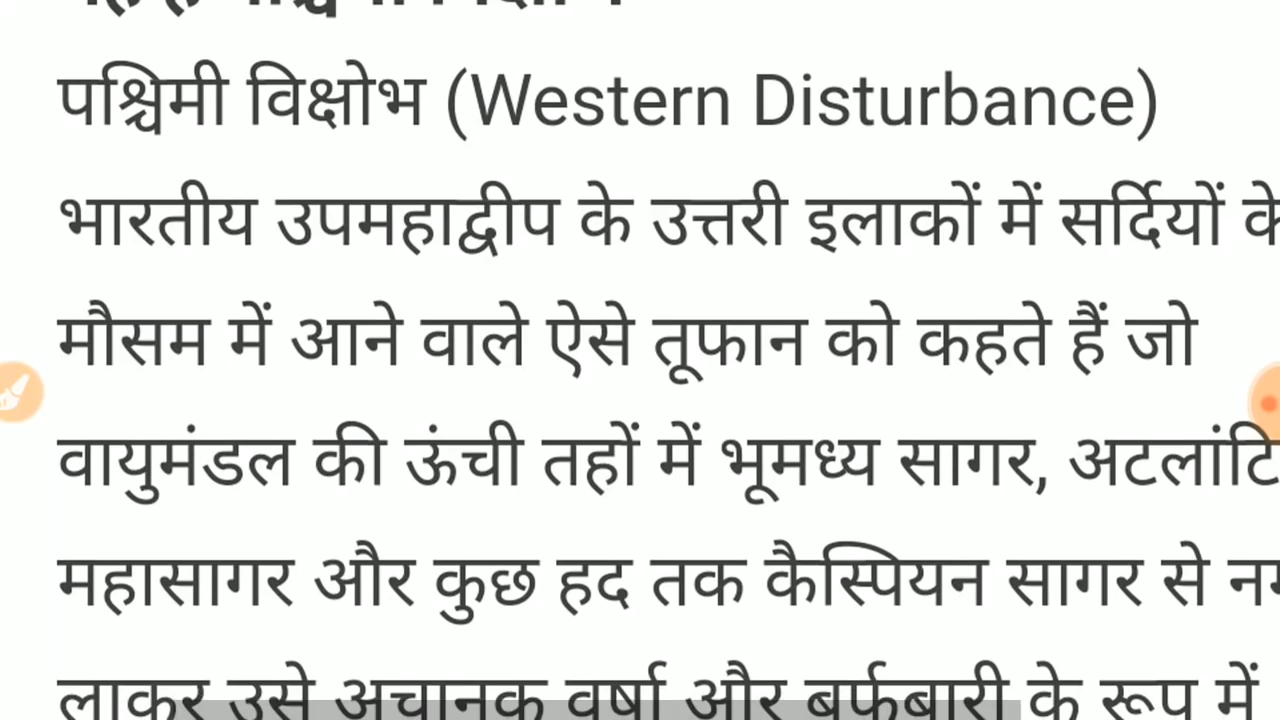 पश्चिमी विक्षोभ (Western Disturbance)
भारतीय उपमहाद्वीप के उत्तरी इलाकों में सर्दियों के
मौसम में आने वाले ऐसे तूफान को कहते हैं जो
वायुमंडल की ऊंची तहों में भूमध्य सागर,
महासागर और कुछ हद तक कैस्पियन सागर से
लाकर उसे अचानक वर्षा और बर्फबारी के रूप में